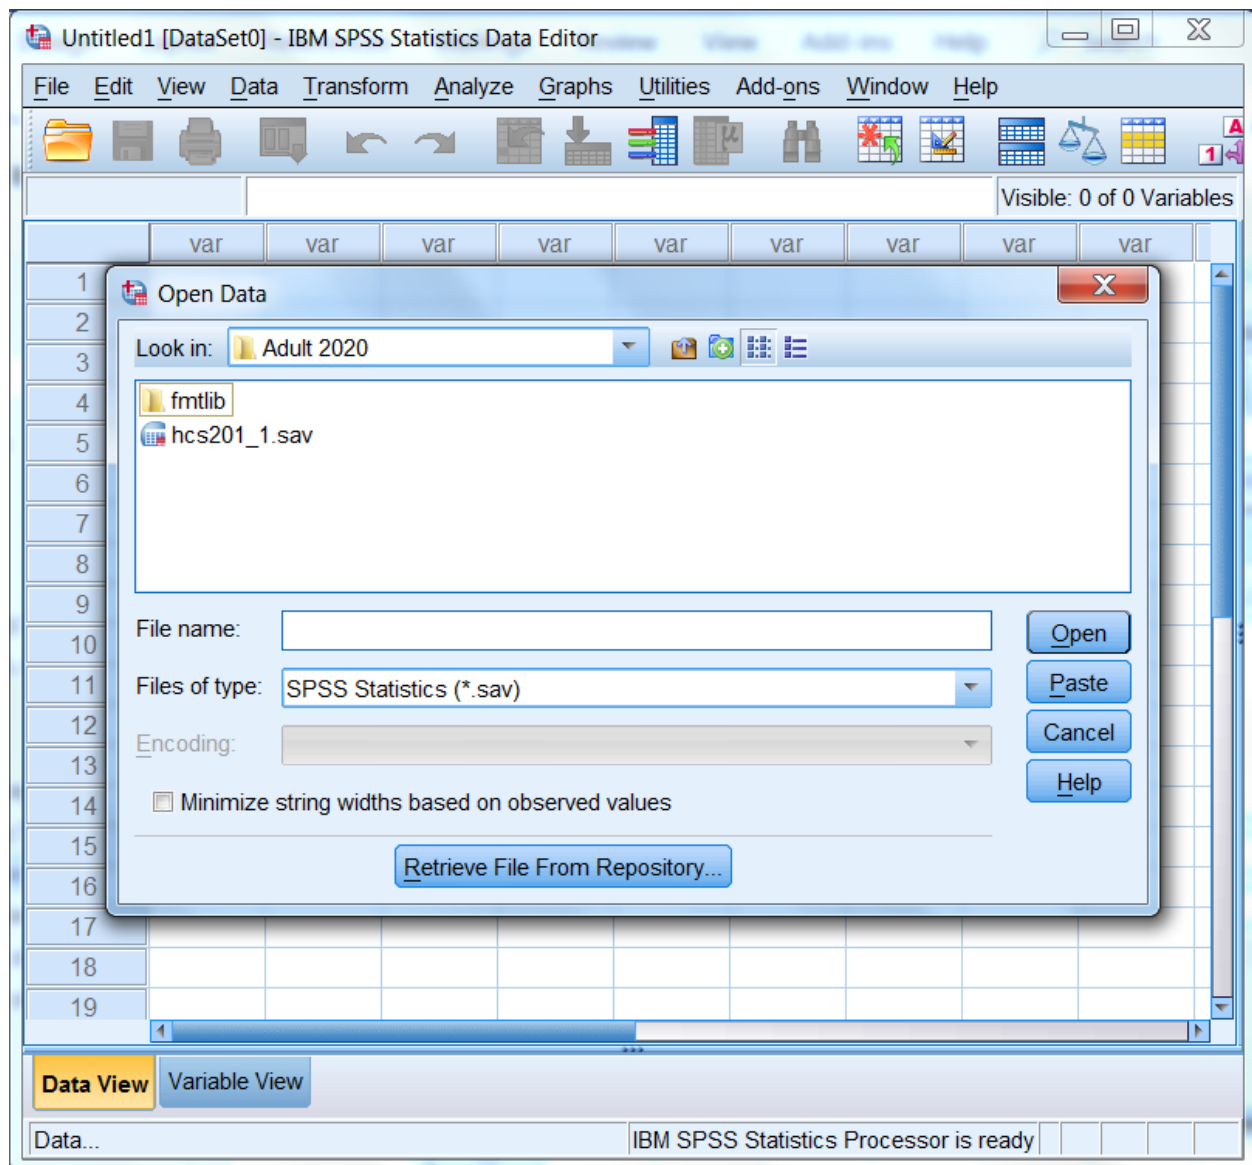 Untitled1 [DataSet0] - IBM SPSS Statistics Data Editor
File Edit View Data Transform Analyze Graphs Utilities Add-ons Window Help
Visible: 0 of 0 Variables
var var var var var var var var var
1
Open Data
2
Look in: Adult 2020
3
4 fmtlib
5 hcs201_1.sav
6
7
8
9
File name:
10 Open
11 Files of type: SPSS Statistics (*.sav) Paste
12 Encoding: Cancel
13
Help
14 Minimize string widths based on observed values
15
16 Retrieve File From Repository...
17
18
19
Data View Variable View
Data... IBM SPSS Statistics Processor is ready